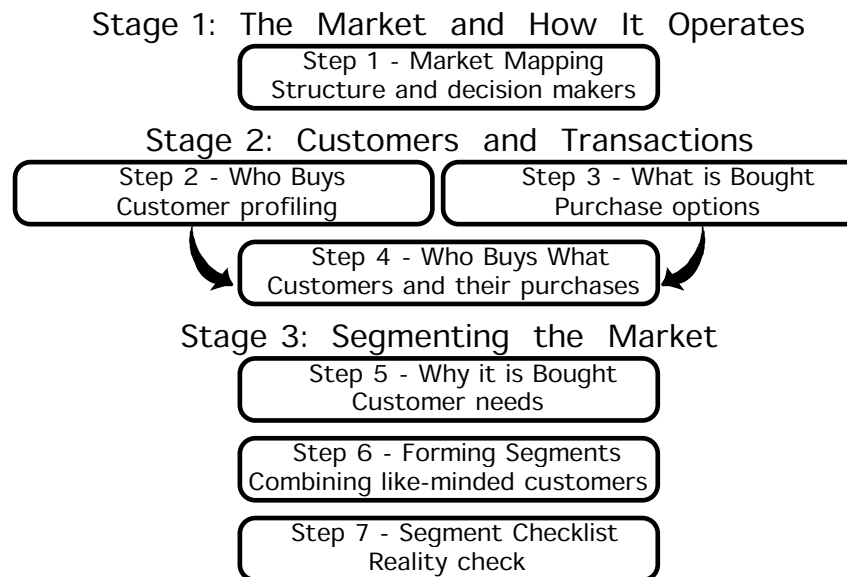 Stage 1: The Market and How It Operates
Step 1 - Market Mapping
Structure and decision makers
Stage 2: Customers and Transactions
Step 2 - Who Buys
Customer profiling
Step 3 - What is Bought
Purchase options
Step 4 - Who Buys What
Customers and their purchases
Stage 3: Segmenting the Market
Step 5 - Why it is Bought
Customer needs
Step 6 - Forming Segments
Combining like-minded customers
Step 7 - Segment Checklist
Reality check